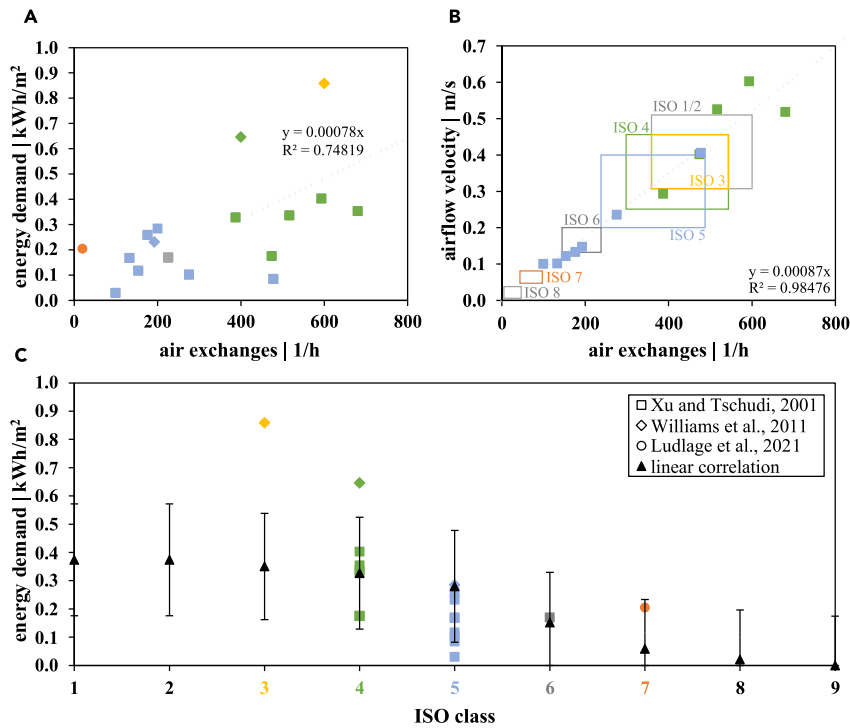 A
energy demand | kWh/m²
1.0
0.9
0.8
0.7
0.6
0.5
0.4
0.3
0.2
0.1
0.0
y = 0.00078x
R² = 0.74819
0 200 400 600 800
air exchanges | 1/h
B
airflow velocity | m/s
0.7
0.6
0.5
0.4
0.3
0.2
0.1
0.0
ISO 1/2
ISO 4
ISO 3
ISO 6
ISO 5
ISO 7
ISO 8
y = 0.00087x
R² = 0.98476
0 200 400 600 800
air exchanges | 1/h
C
energy demand | kWh/m²
1.0
0.9
0.8
0.7
0.6
0.5
0.4
0.3
0.2
0.1
0.0
Xu and Tschudi, 2001
Williams et al., 2011
Ludlage et al., 2021
linear correlation
1 2 3 4 5 6 7 8 9
ISO class